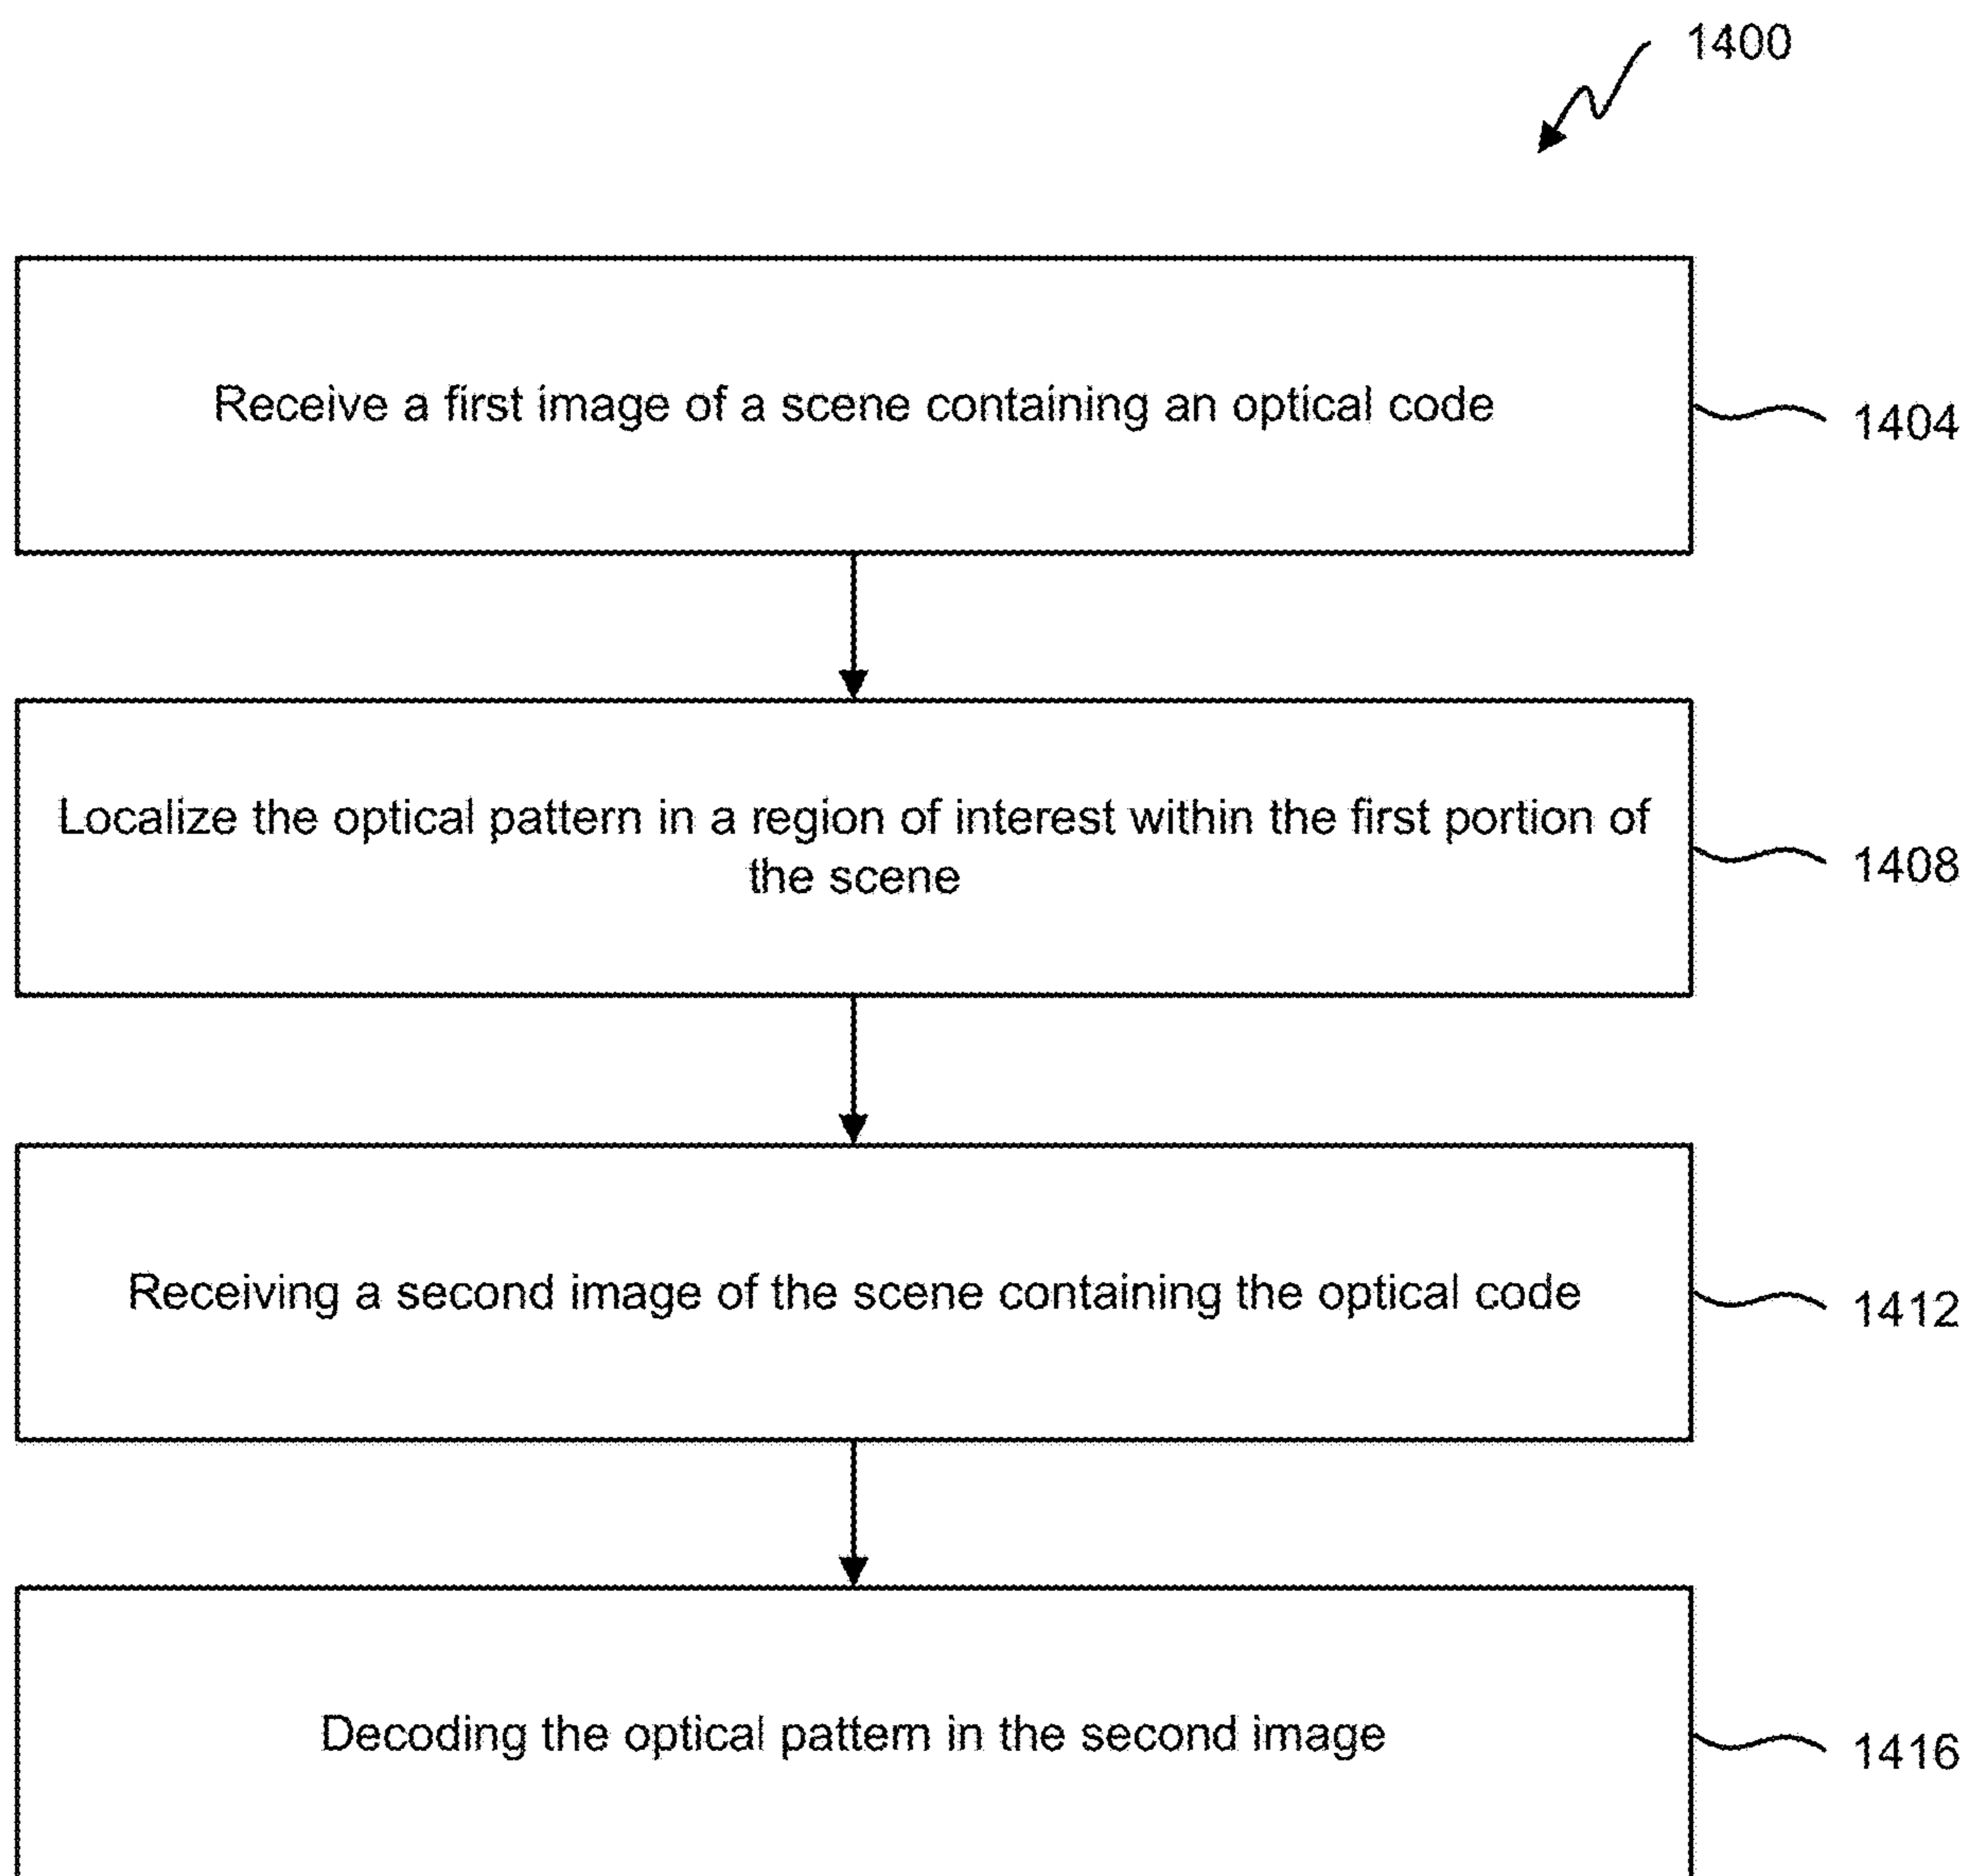 1400
Receive a first image of a scene containing an optical code
1404
Localize the optical pattern in a region of interest within the first portion of
the scene
1408
Receiving a second image of the scene containing the optical code
1412
Decoding the optical pattern in the second image
1416